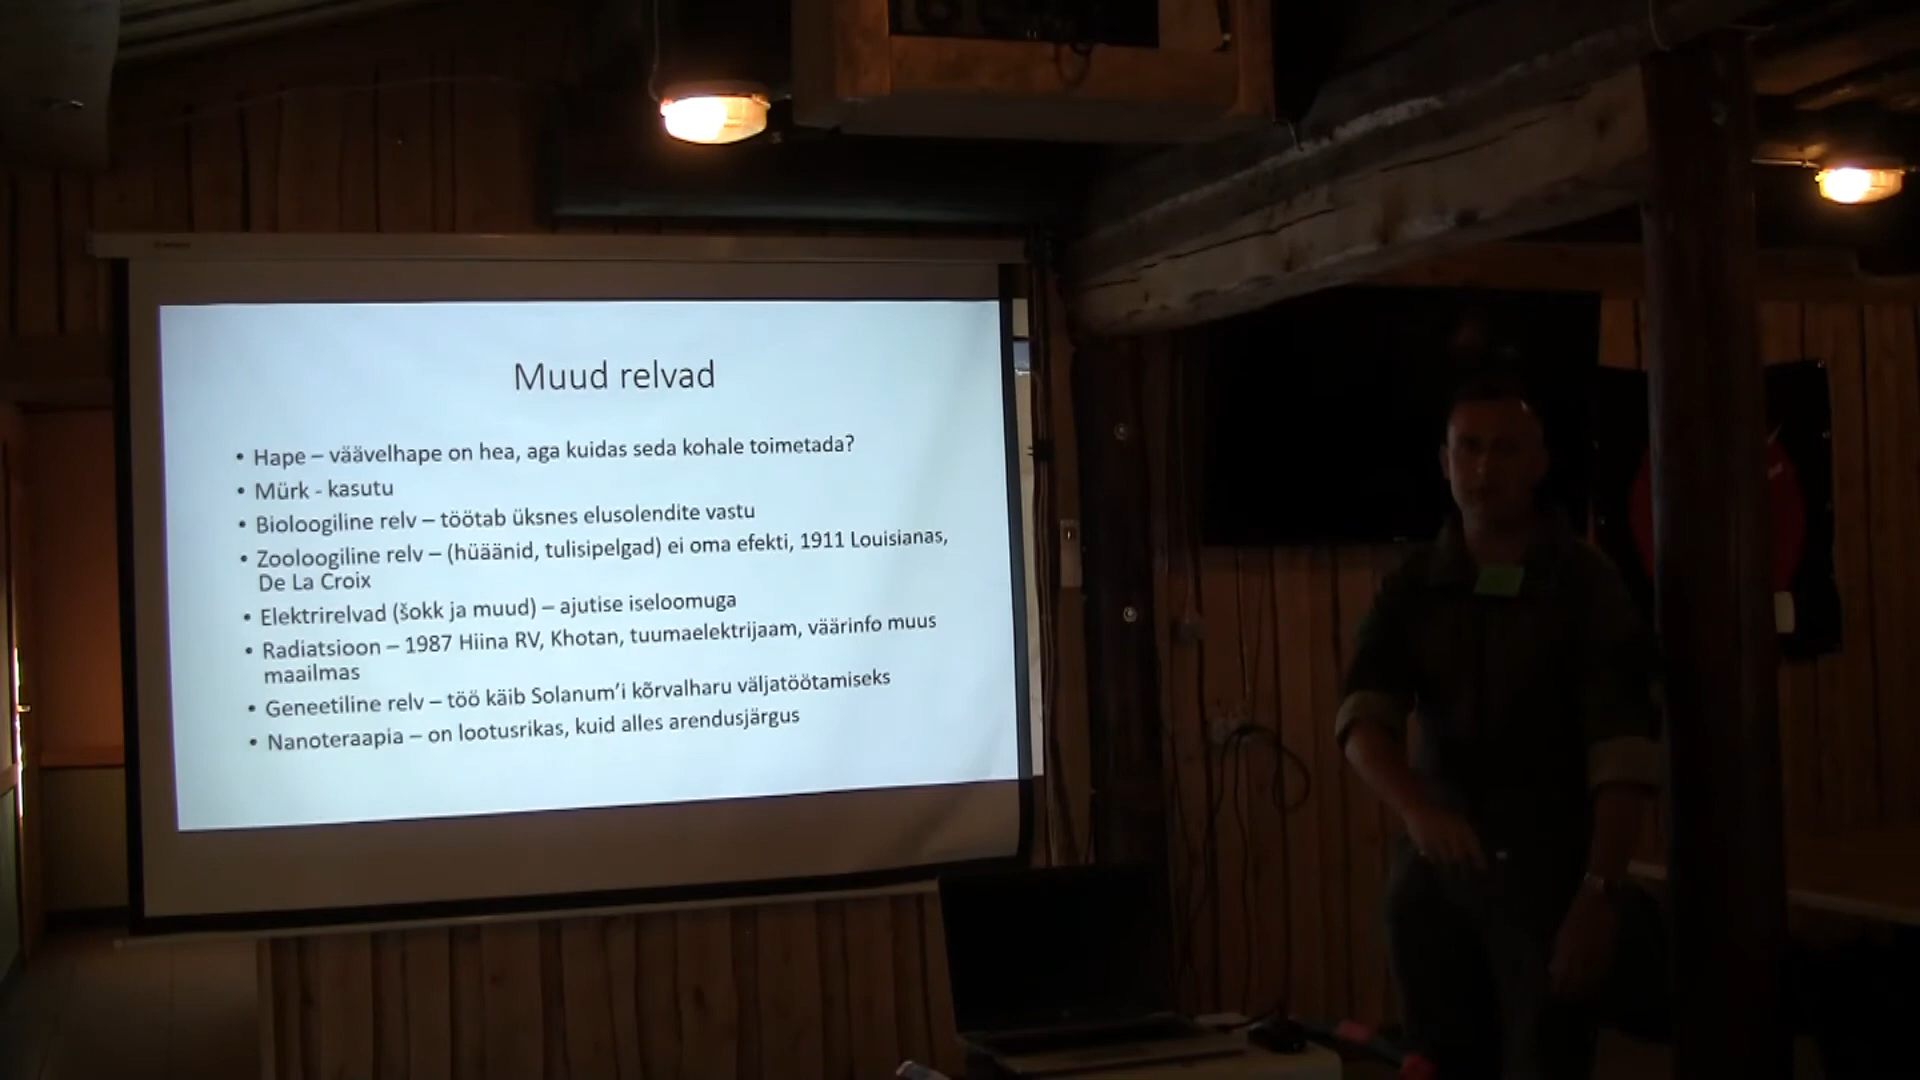 Muud relvad
• Hape – väävelhape on hea, aga kuidas seda kohale toimetada?
• Mürk - kasutu
• Bioloogiline relv – töötab üksnes elusolendite vastu
• Zooloogiline relv – (hüäänid, tulisipelgad) ei oma efekti, 1911 Louisianas,
De La Croix
• Elektrirelvad (šokk ja muud) – ajutise iseloomuga
• Radiatsioon – 1987 Hiina RV, Khotan, tuumaelektrijaam, väärinfo muus
maailmas
• Geneetiline relv – töö käib Solanum’i kõrvalharu väljatöötamiseks
• Nanoteraapia – on lootusrikas, kuid alles arendusjärgus